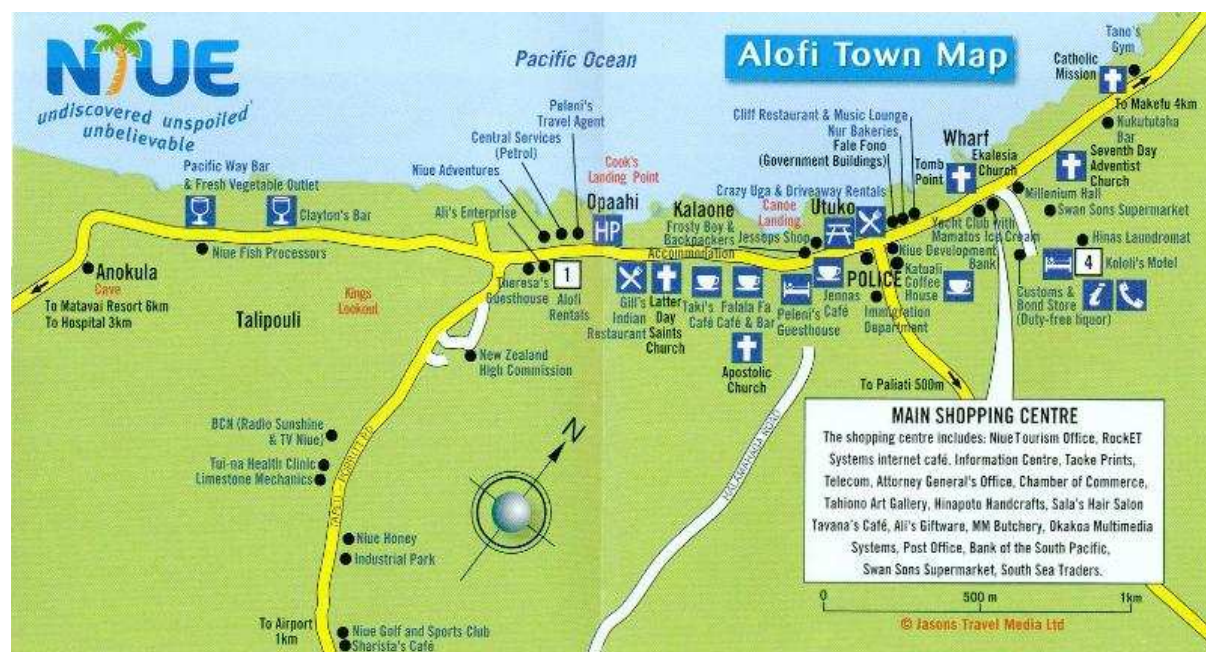 NIUE
undiscovered unspoiled
unbelievable
Pacific Ocean
Alofi Town Map
Tano's
Gym
Catholic
Mission
To Makefu 4km
Nukututaha
Bar
Seventh Day
Adventist
Church
Peleni's
Travel Agent
Central Services
(Petrol)
Niue Adventures
Ali's Enterprise
Cook's
Landing Point
Opaahi
HP
Cliff Restaurant & Music Lounge
Nur Bakeries
Fale Fono
(Government Buildings)
Crazy Uga & Driveaway Rentals
Wharf
Tomb
Point
Ekalesia
Church
Millenium Hall
Swan Sons Supermarket
Yacht Club with
Mamatos Ice Cream
Hinas Laundromat
4
Kololi's Motel
Customs &
Bond Store
(Duty-free liquor)
Pacific Way Bar
& Fresh Vegetable Outlet
Clayton's Bar
Niue Fish Processors
Anokula
Cave
To Matavai Resort 6km
To Hospital 3km
Talipouli
Kings
Lookout
Theresa's
Guesthouse
1
Alofi
Rentals
Kalaone
Frosty Boy &
Backpackers
Accommodation
Canoe
Landing
Jessops Shop
Utuko
Gill's
Indian
Restaurant
Latter
Day
Saints
Church
Taki's
Café
Falala Fa
Café & Bar
Apostolic
Church
Peleni's
Guesthouse
Jennas
Café
POLICE
Niue Development
Bank
Katuali
Coffee
House
Immigration
Department
To Paliati 500m
New Zealand
High Commission
BCN (Radio Sunshine
& TV Niue)
Tui-na Health Clinic
Limestone Mechanics
Niue Honey
Industrial Park
To Airport
1km
Niue Golf and Sports Club
Sharista's Café
N
MAIN SHOPPING CENTRE
The shopping centre includes: Niue Tourism Office, RockET
Systems internet café. Information Centre, Taoke Prints,
Telecom, Attorney General's Office, Chamber of Commerce,
Tahiono Art Gallery, Hinapoto Handcrafts, Sala's Hair Salon
Tavana's Café, Ali's Giftware, MM Butchery, Okakoa Multimedia
Systems, Post Office, Bank of the South Pacific,
Swan Sons Supermarket, South Sea Traders.
0 500 m 1km
© Jasons Travel Media Ltd